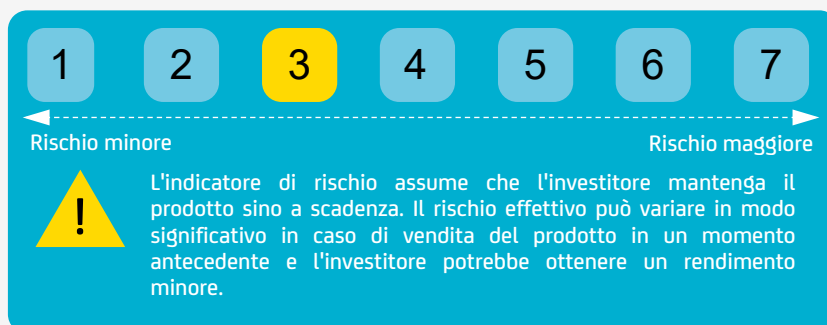 1 2 3 4 5 6 7
Rischio minore Rischio maggiore
! L'indicatore di rischio assume che l'investitore mantenga il
prodotto sino a scadenza. Il rischio effettivo può variare in modo
significativo in caso di vendita del prodotto in un momento
antecedente e l'investitore potrebbe ottenere un rendimento
minore.